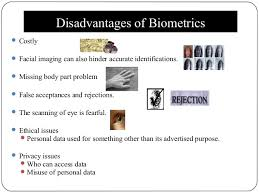 Disadvantages of Biometrics
Costly
Facial imaging can also hinder accurate identifications.
Missing body part problem
False acceptances and rejections.
REJECTION
The scanning of eye is fearful.
Ethical issues
Personal data used for something other than its advertised purpose.
Privacy issues
Who can access data
Misuse of personal data